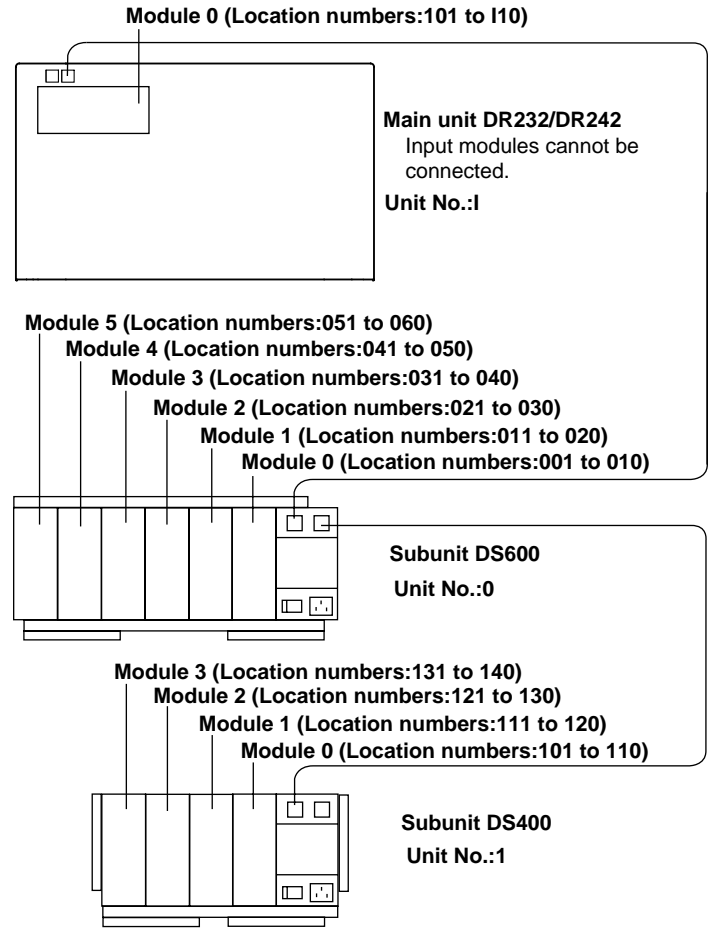 Module 0 (Location numbers:101 to I10)
Main unit DR232/DR242
Input modules cannot be
connected.
Unit No.:I
Module 5 (Location numbers:051 to 060)
Module 4 (Location numbers:041 to 050)
Module 3 (Location numbers:031 to 040)
Module 2 (Location numbers:021 to 030)
Module 1 (Location numbers:011 to 020)
Module 0 (Location numbers:001 to 010)
Subunit DS600
Unit No.:0
Module 3 (Location numbers:131 to 140)
Module 2 (Location numbers:121 to 130)
Module 1 (Location numbers:111 to 120)
Module 0 (Location numbers:101 to 110)
Subunit DS400
Unit No.:1